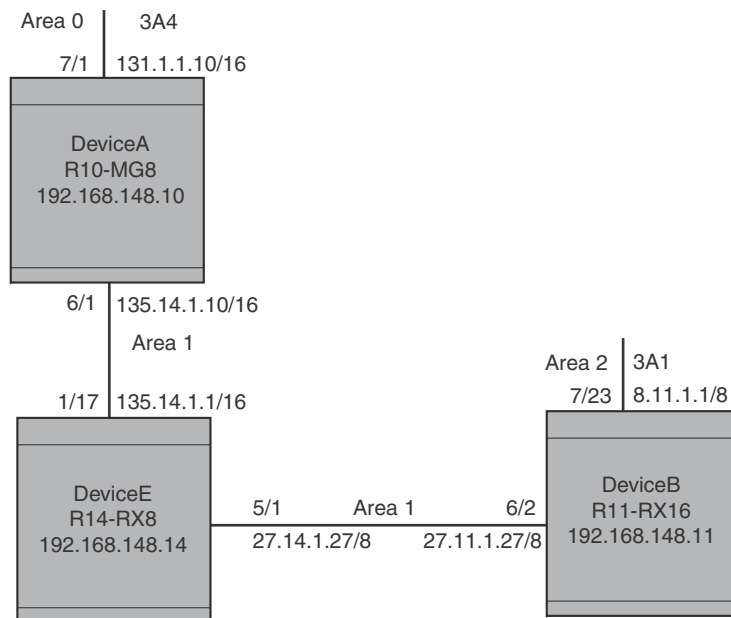 Area 0 3A4
7/1 131.1.1.10/16
DeviceA
R10-MG8
192.168.148.10
6/1 135.14.1.10/16
Area 1
1/17 135.14.1.1/16
Area 2 3A1
7/23 8.11.1.1/8
DeviceE
R14-RX8
192.168.148.14
5/1 Area 1 6/2
27.14.1.27/8 27.11.1.27/8
DeviceB
R11-RX16
192.168.148.11